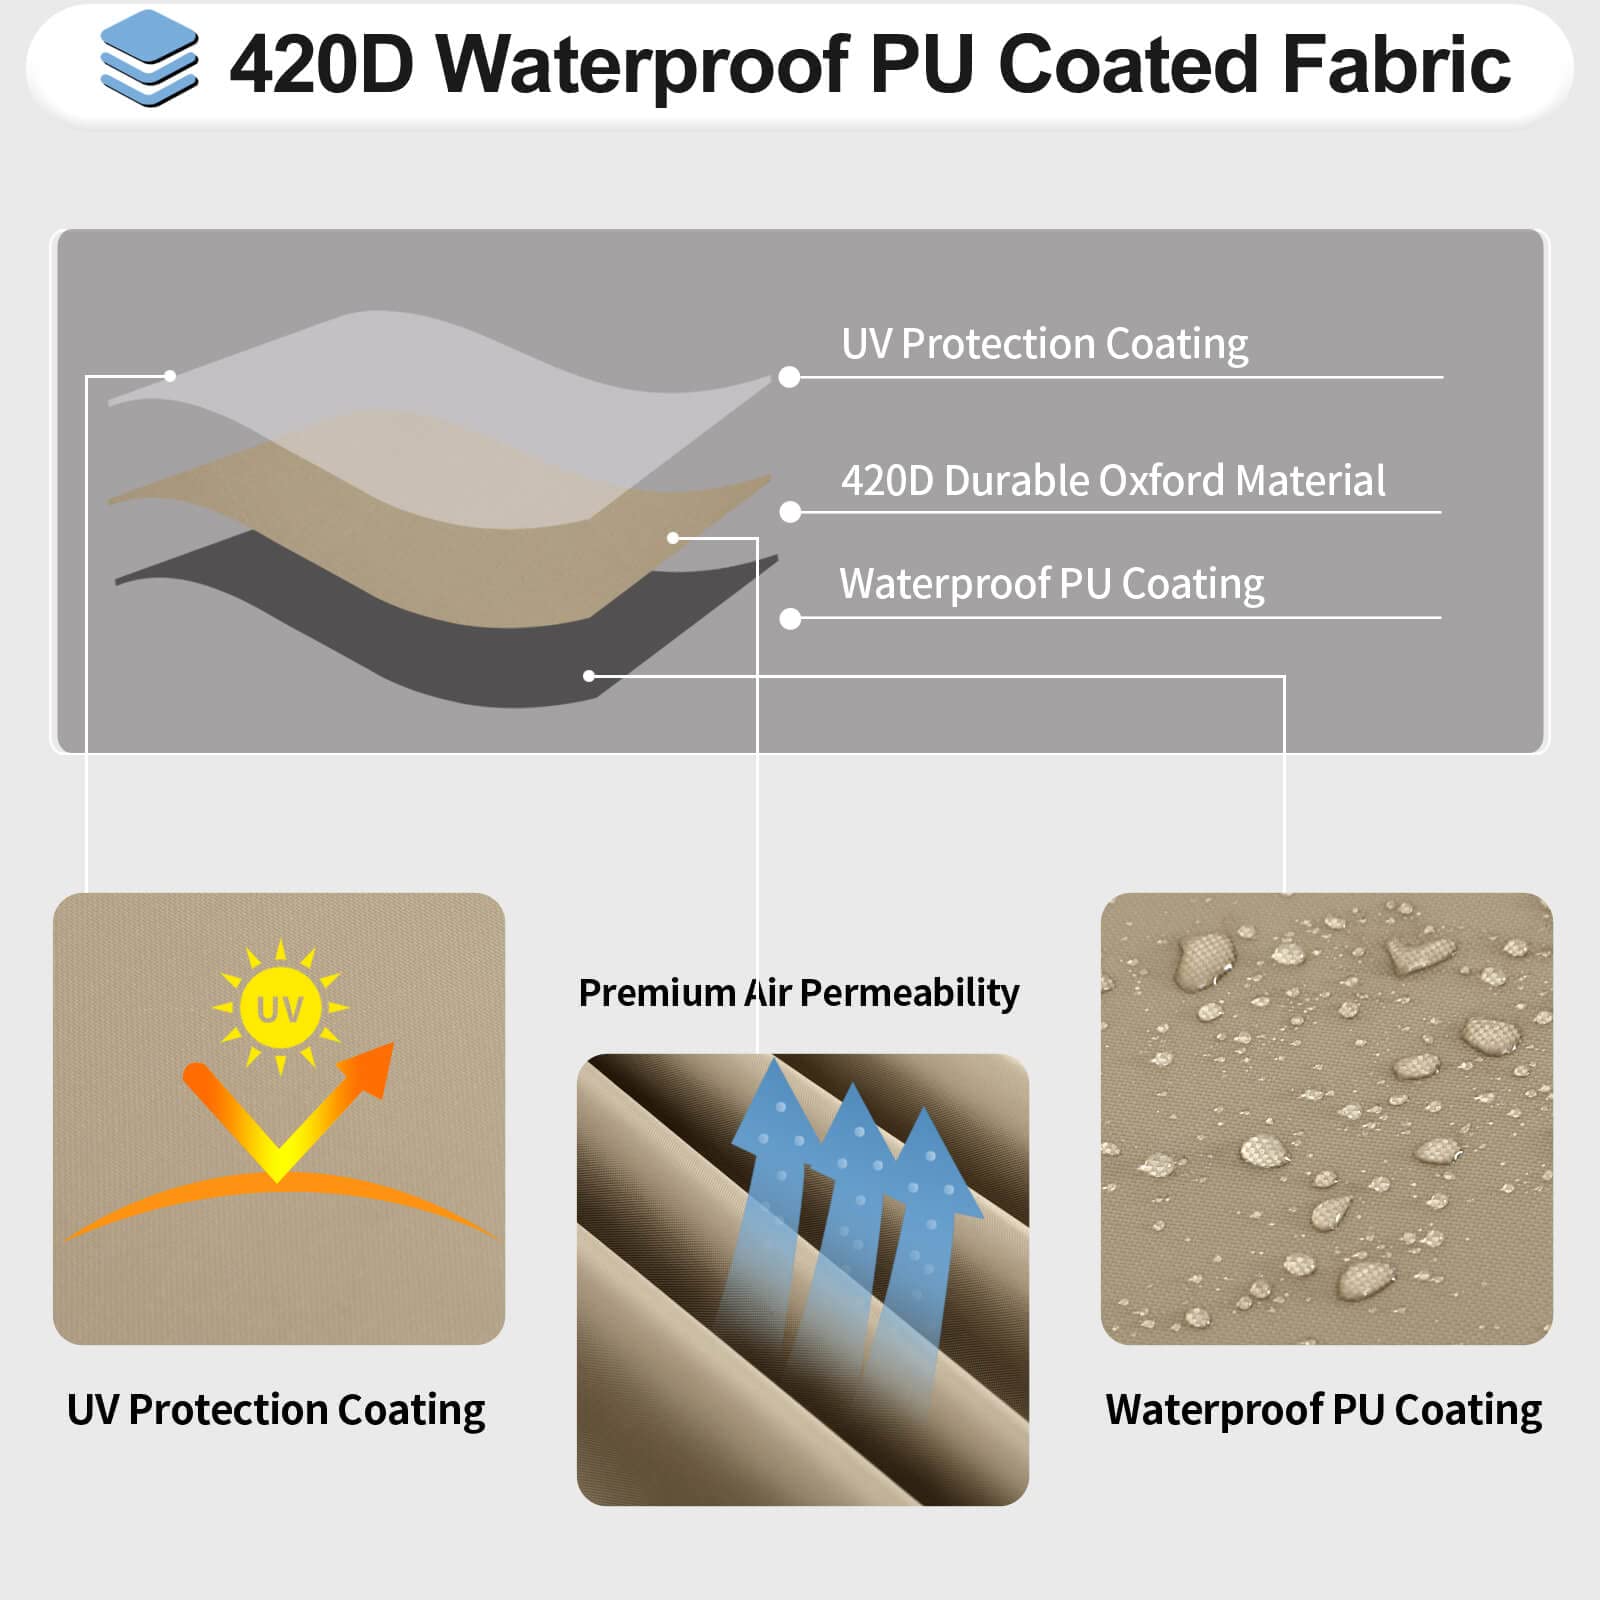 420D Waterproof PU Coated Fabric
UV Protection Coating
420D Durable Oxford Material
Waterproof PU Coating
UV
Premium Air Permeability
UV Protection Coating
Waterproof PU Coating